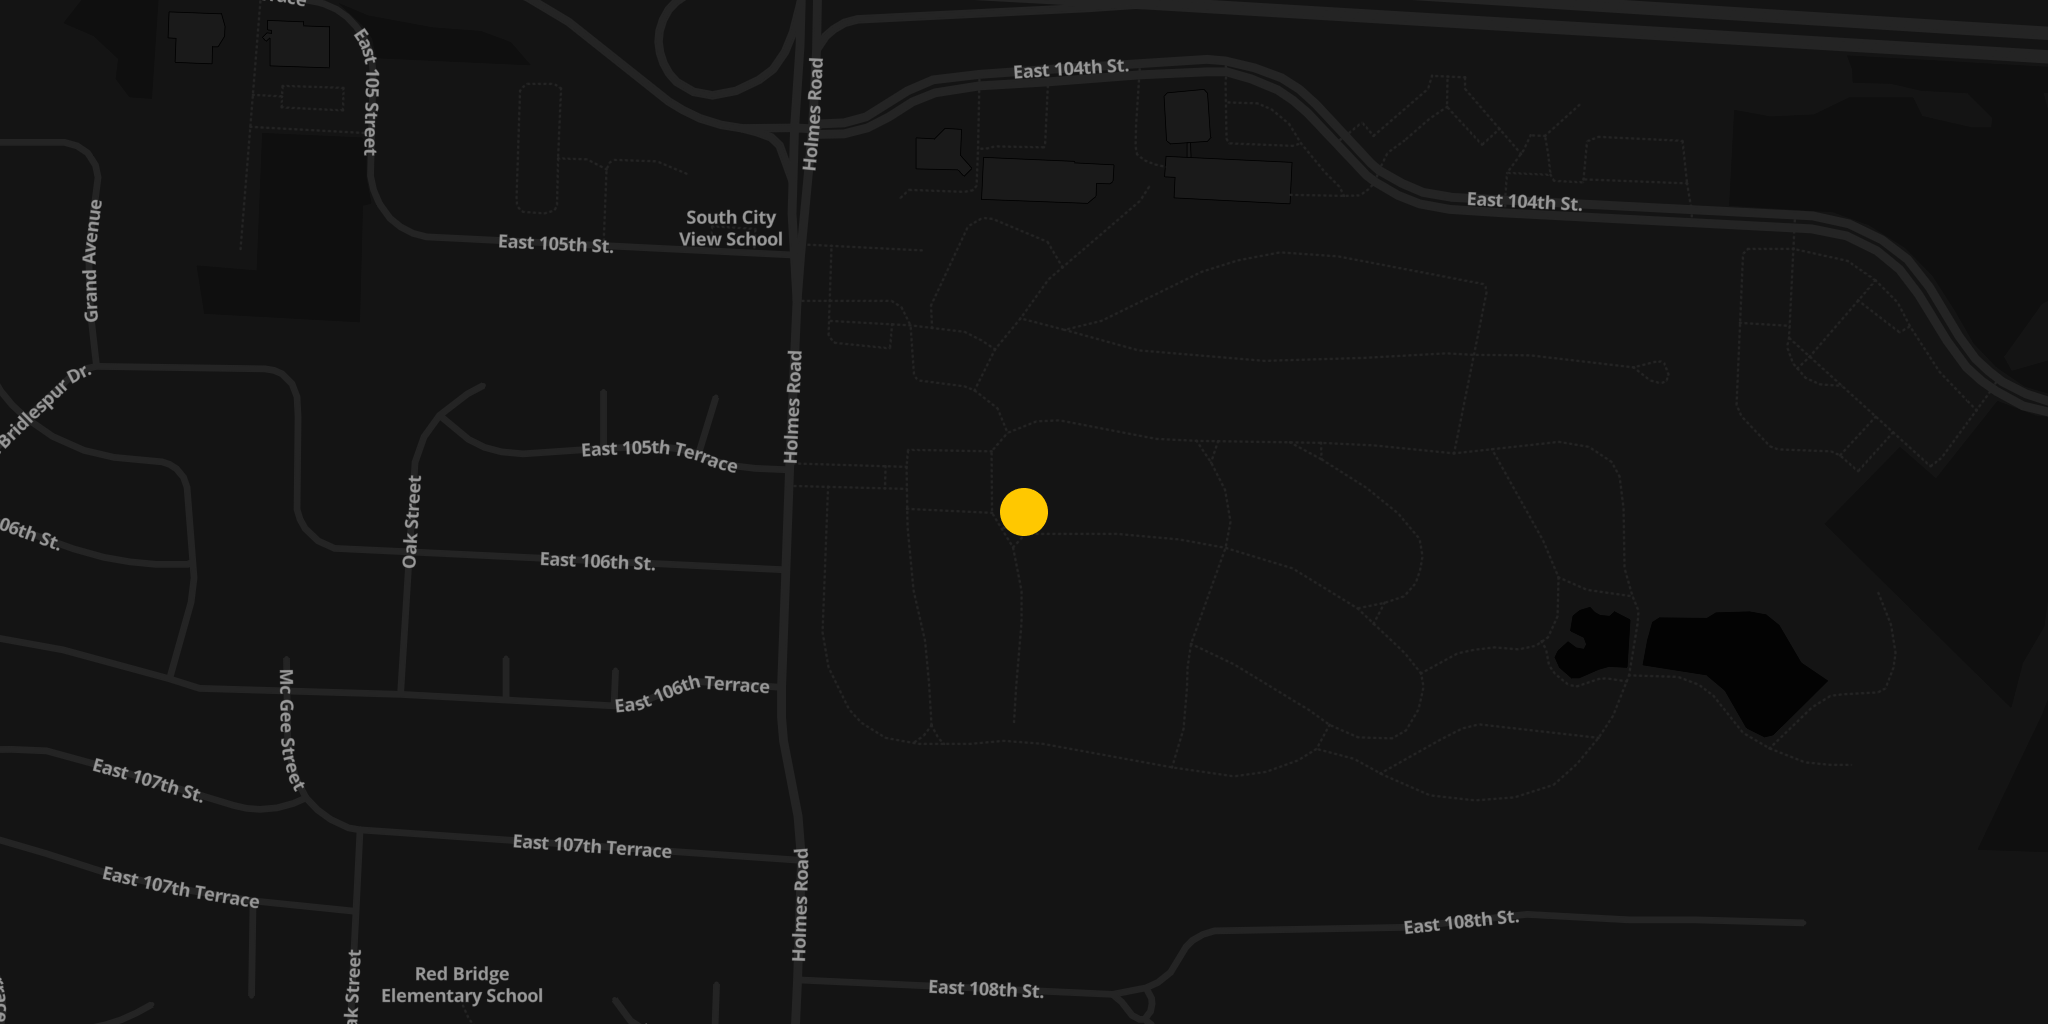 East 105 Street
Holmes Road
East 104th St.
East 104th St.
Grand Avenue
South City
View School
East 105th St.
Bridlespur Dr.
Holmes Road
East 105th Terrace
Oak Street
06th St.
East 106th St.
Mc Gee Street
East 106th Terrace
East 107th St.
East 107th Terrace
East 107th Terrace
Holmes Road
East 108th St.
Red Bridge
Elementary School
East 108th St.
ak Street